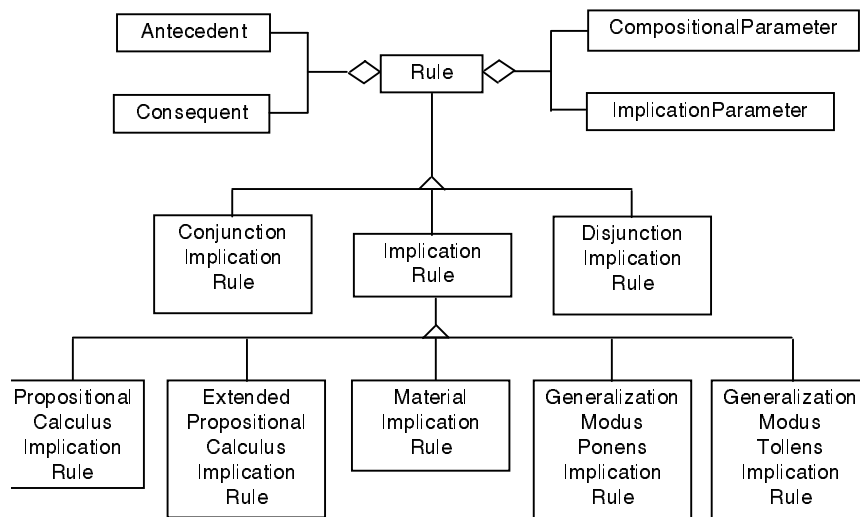 Antecedent
Consequent
Rule
CompositionalParameter
ImplicationParameter
Conjunction
Implication
Rule
Implication
Rule
Disjunction
Implication
Rule
Propositional
Calculus
Implication
Rule
Extended
Propositional
Calculus
Implication
Rule
Material
Implication
Rule
Generalization
Modus
Ponens
Implication
Rule
Generalization
Modus
Tollens
Implication
Rule